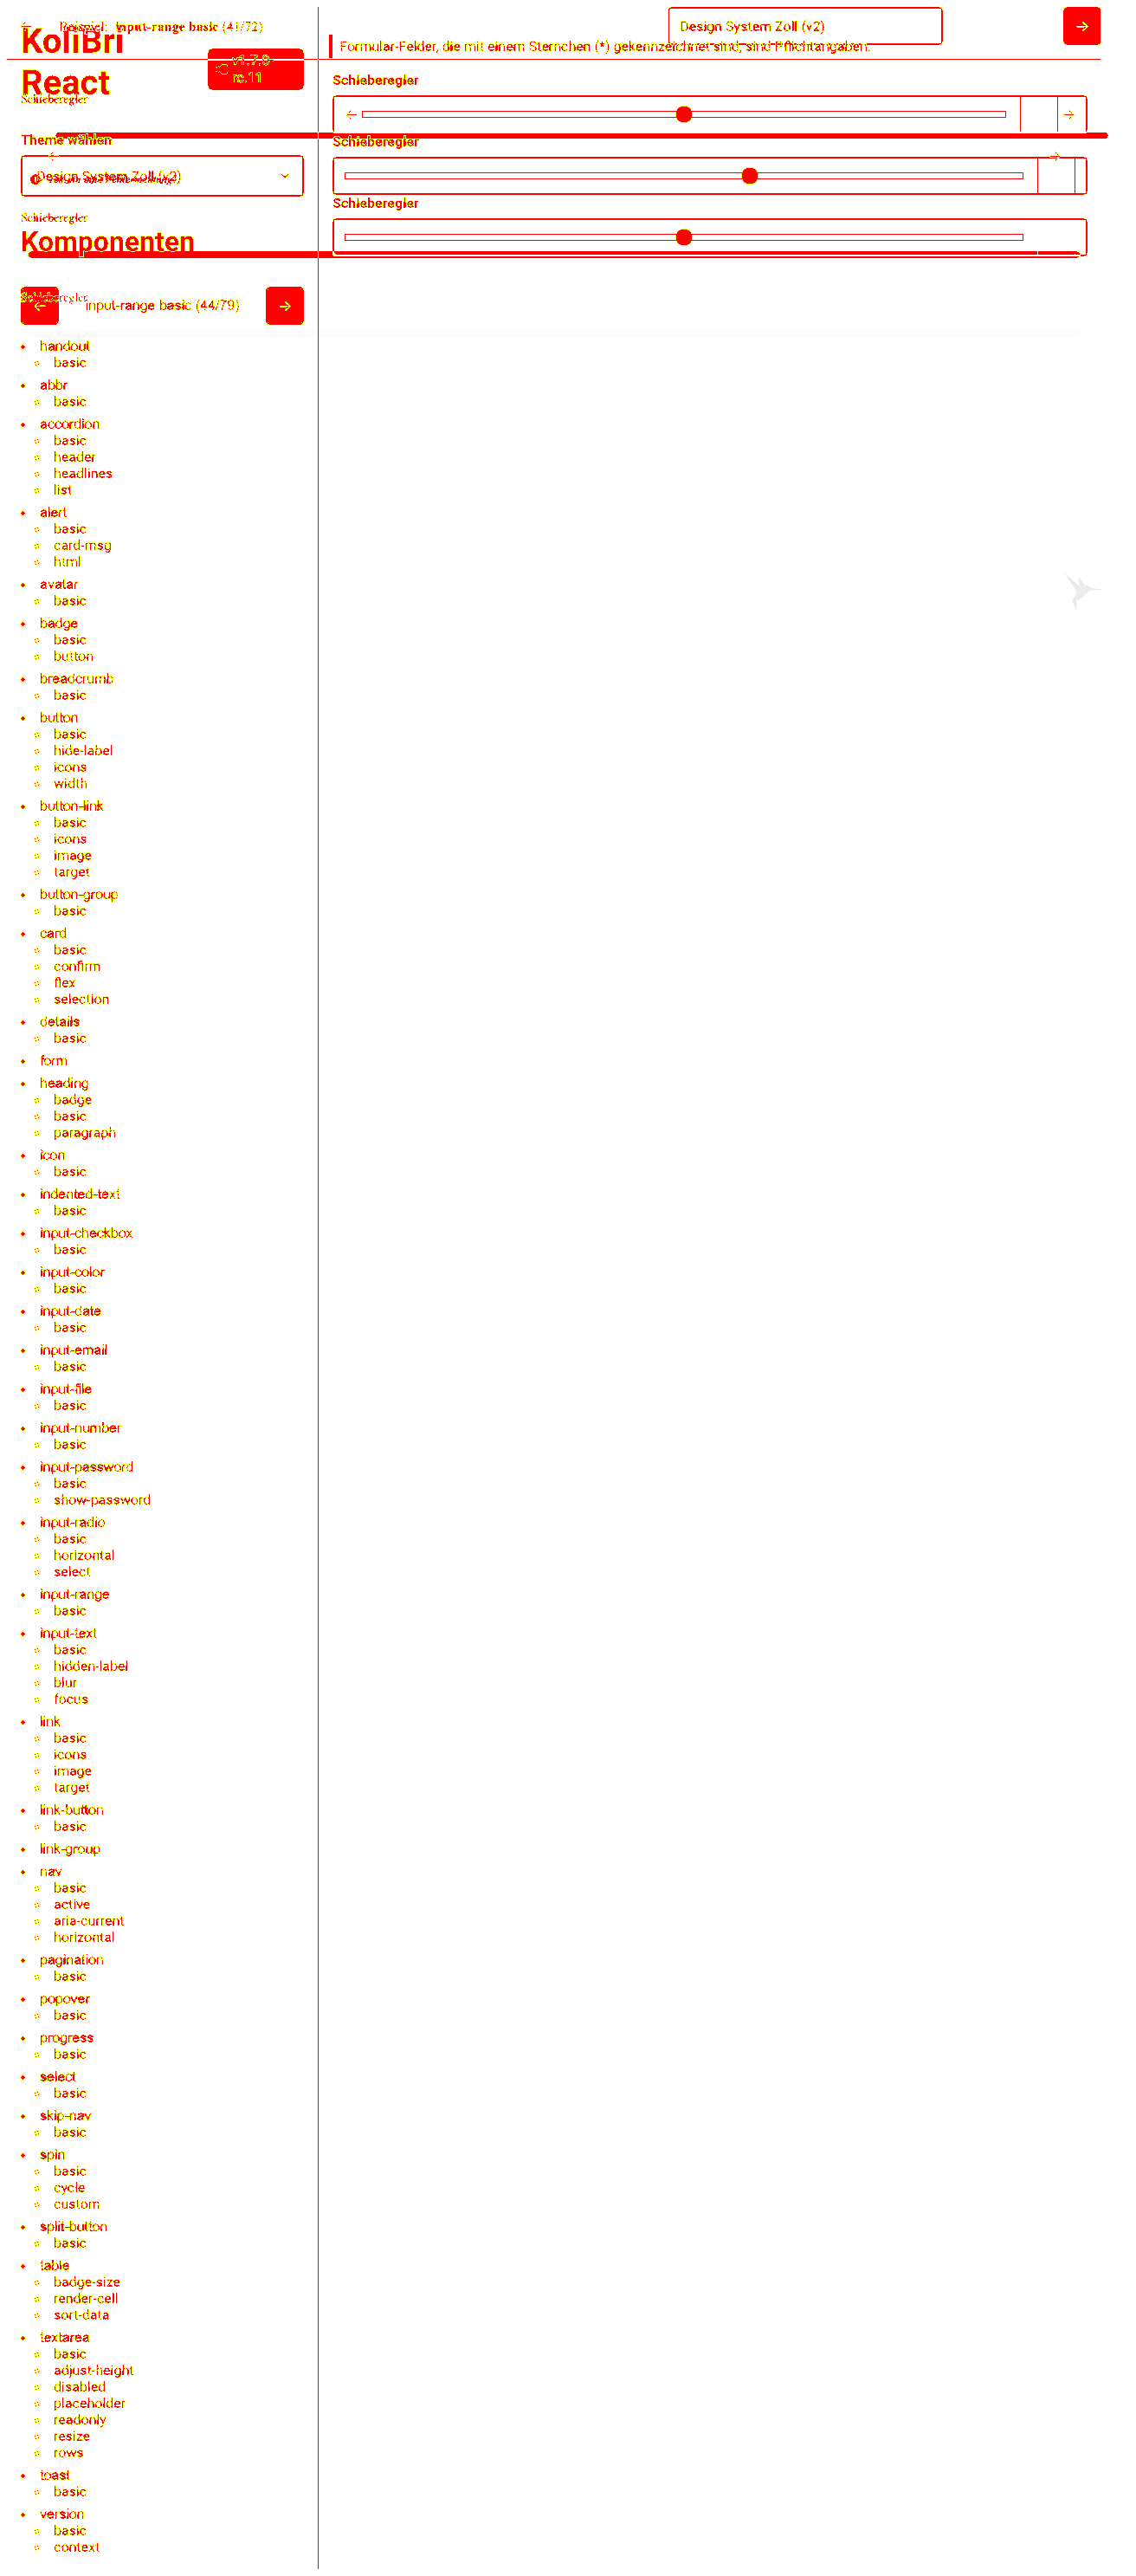 Beispiel: input-range basic (41/72)
Design System Zoll (v2)
KoliBri
React
v1.7.0-
rc.11
Formular-Felder, die mit einem Sternchen (*) gekennzeichnet sind, sind Pflichtangaben.
Schieberegler
Schieberegler
Theme wählen
Schieberegler
Design System Zoll (v2)
Schieberegler
Schieberegler
Komponenten
Schieberegler
input-range basic (44/79)
handout
basic
abbr
basic
accordion
basic
header
headlines
list
alert
basic
card-msg
html
avatar
basic
badge
basic
button
breadcrumb
basic
button
basic
hide-label
icons
width
button-link
basic
icons
image
target
button-group
basic
card
basic
confirm
flex
selection
details
basic
form
heading
badge
basic
paragraph
icon
basic
indented-text
basic
input-checkbox
basic
input-color
basic
input-date
basic
input-email
basic
input-file
basic
input-number
basic
input-password
basic
show-password
input-radio
basic
horizontal
select
input-range
basic
input-text
basic
hidden-label
blur
focus
link
basic
icons
image
target
link-button
basic
link-group
nav
basic
active
aria-current
horizontal
pagination
basic
popover
basic
progress
basic
select
basic
skip-nav
basic
spin
basic
cycle
custom
split-button
basic
table
badge-size
render-cell
sort-data
textarea
basic
adjust-height
disabled
placeholder
readonly
resize
rows
toast
basic
version
basic
context